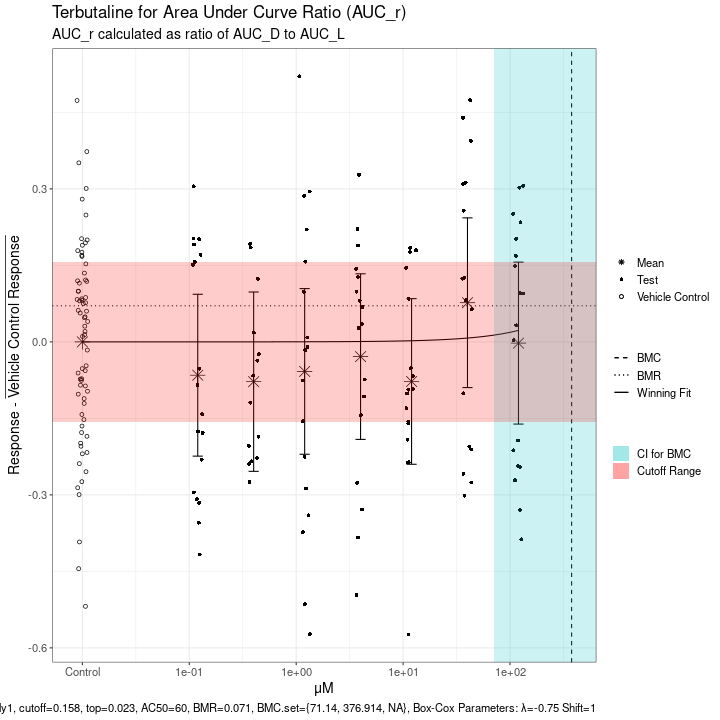 Terbutaline for Area Under Curve Ratio (AUC_r)
AUC_r calculated as ratio of AUC_D to AUC_L
Response - Vehicle Control Response
0.3
0.0
-0.3
-0.6
Control
1e-01
1e+00
1e+01
1e+02
μM
Mean
Test
Vehicle Control
BMC
BMR
Winning Fit
CI for BMC
Cutoff Range
cutoff=0.158, top=0.023, AC50=60, BMR=0.071, BMC.set={71.14, 376.914, NA}, Box-Cox Parameters: λ=-0.75 Shift=1